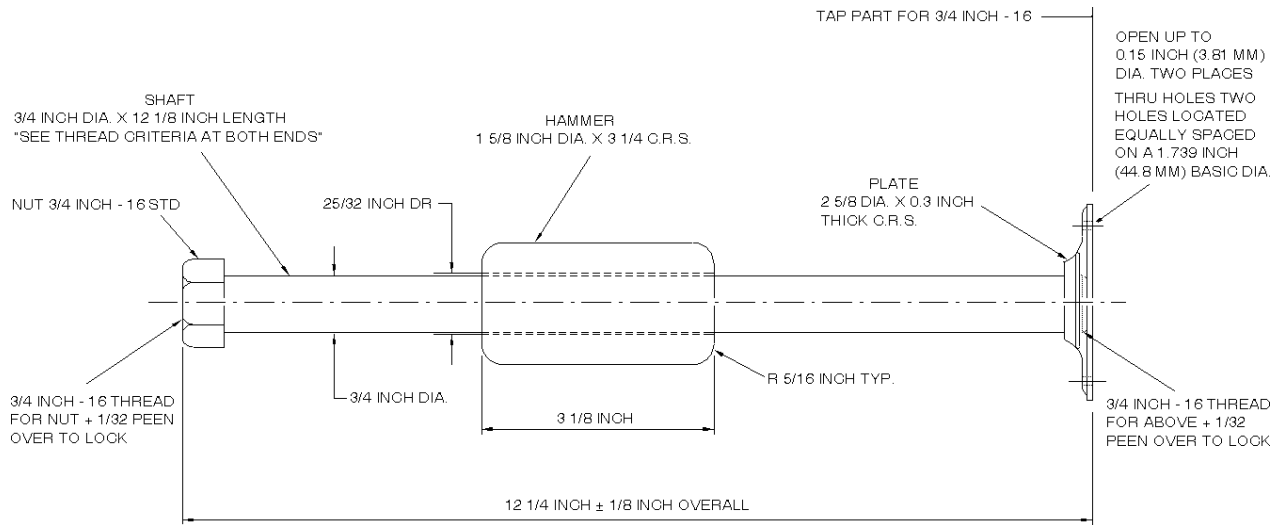 TAP PART FOR 3/4 INCH - 16
OPEN UP TO
0.15 INCH (3.81 MM)
DIA. TWO PLACES
THRU HOLES TWO
HOLES LOCATED
EQUALLY SPACED
ON A 1.739 INCH
(44.8 MM) BASIC DIA.
SHAFT
3/4 INCH DIA. X 12 1/8 INCH LENGTH
"SEE THREAD CRITERIA AT BOTH ENDS"
HAMMER
1 5/8 INCH DIA. X 3 1/4 C.R.S.
PLATE
2 5/8 DIA. X 0.3 INCH
THICK C.R.S.
NUT 3/4 INCH - 16 STD
25/32 INCH DR
3/4 INCH - 16 THREAD
FOR NUT + 1/32 PEEN
OVER TO LOCK
3/4 INCH DIA.
R 5/16 INCH TYP.
3 1/8 INCH
3/4 INCH - 16 THREAD
FOR ABOVE + 1/32
PEEN OVER TO LOCK
12 1/4 INCH ± 1/8 INCH OVERALL